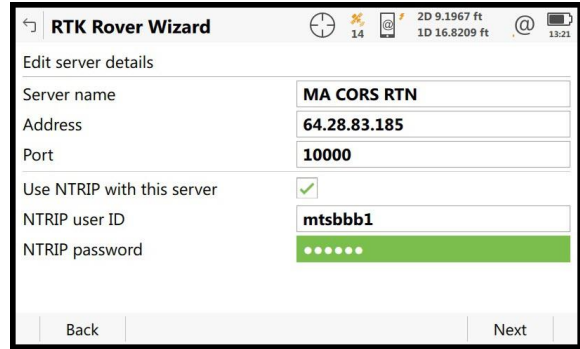 RTK Rover Wizard
14
@
2D 9.1967 ft
1D 16.8209 ft
@
13:21
Edit server details
Server name MA CORS RTN
Address 64.28.83.185
Port 10000
Use NTRIP with this server
NTRIP user ID mtsbbb1
NTRIP password ●●●●●●
Back Next